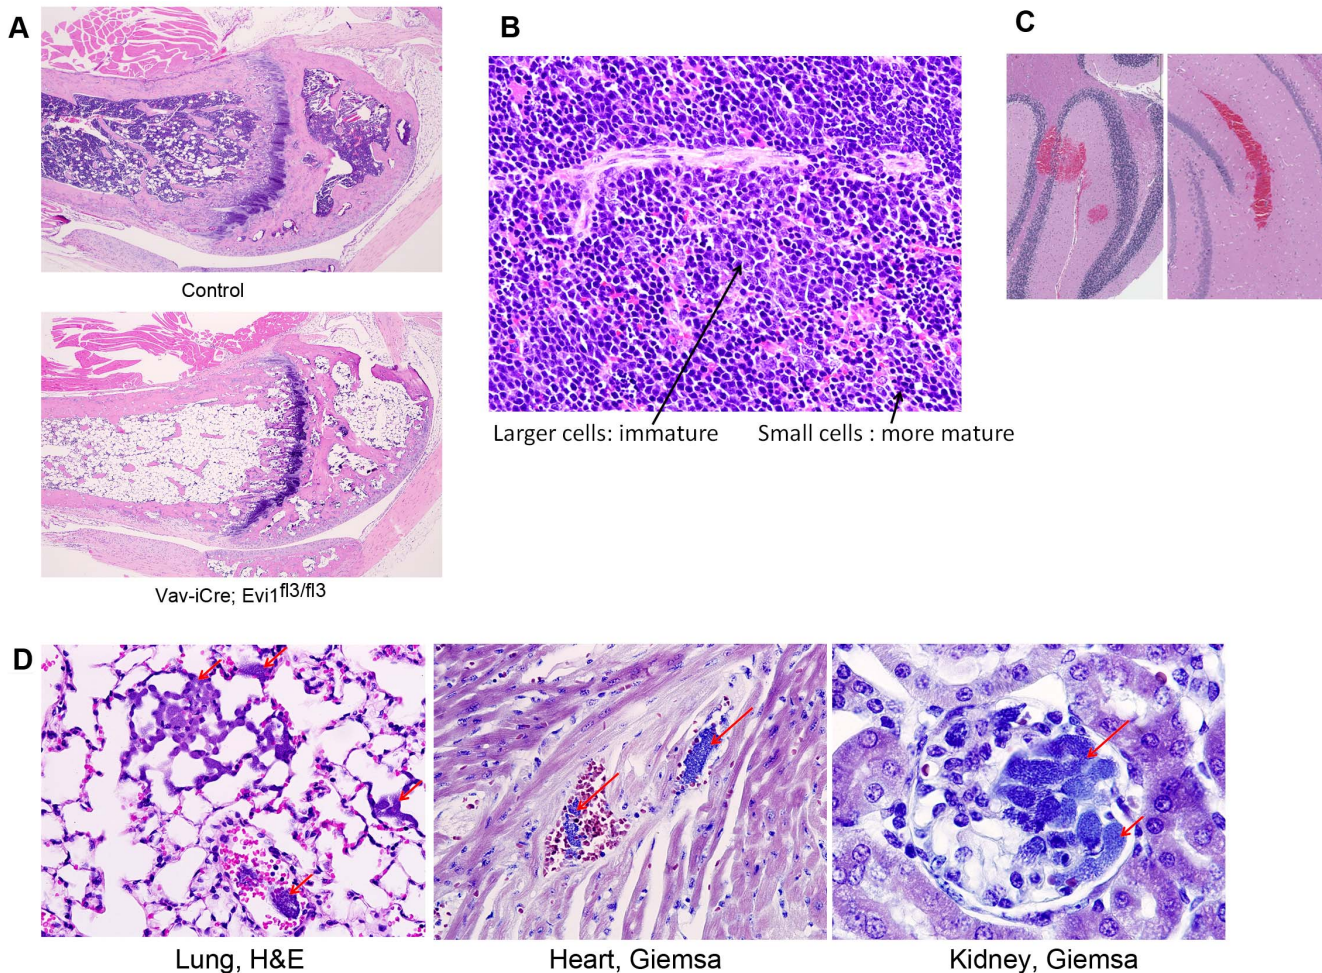 A
B
C
Control
Larger cells: immature
Small cells : more mature
Vav-iCre; Evi1fl3/fl3
D
Lung, H&E
Heart, Giemsa
Kidney, Giemsa